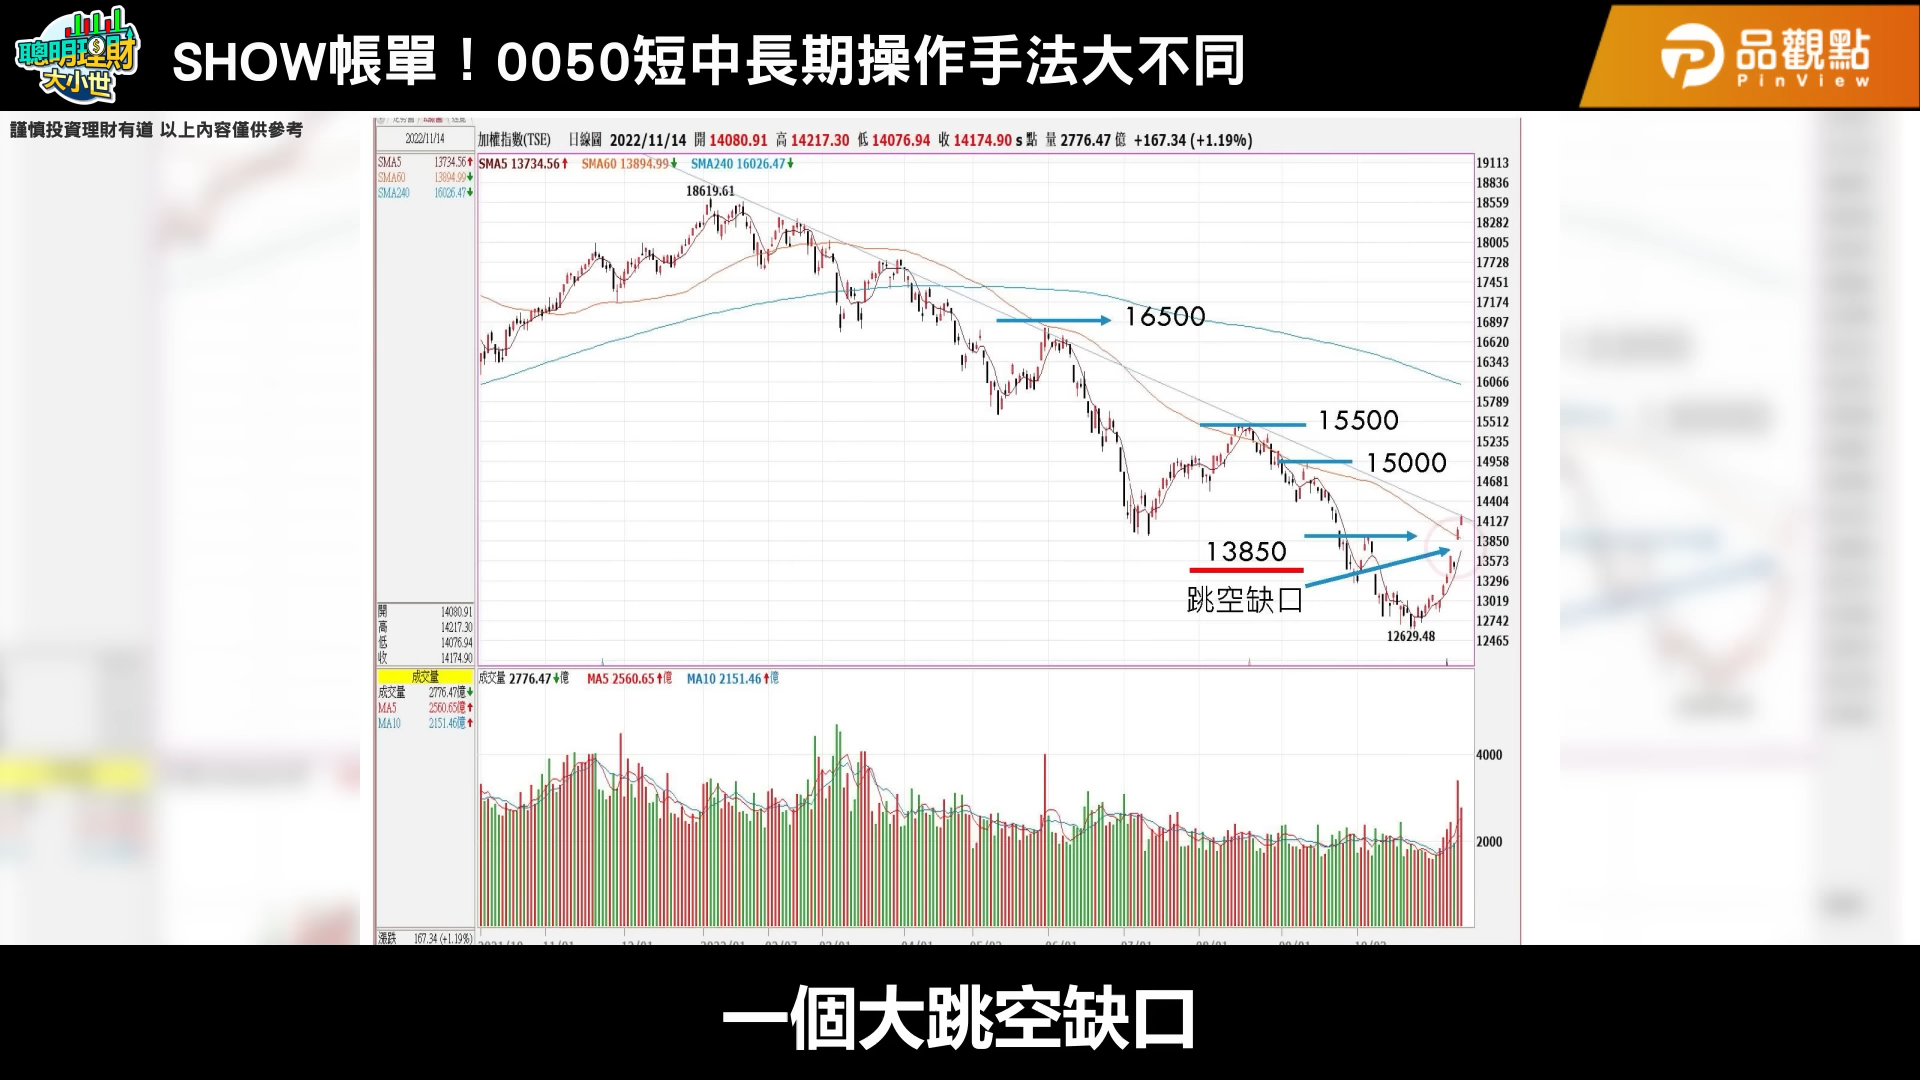 聰明理財
大小世
SHOW帳單！0050短中長期操作手法大不同
品觀點
PinView
謹慎投資理財有道 以上內容僅供參考
2022/11/14
加權指數(TSE) 日線圖 2022/11/14 開 14080.91 高 14217.30 低 14076.94 收 14174.90 s 點 量 2776.47 億 +167.34 (+1.19%)
SMA5 13734.56
SMA60 13894.99
SMA240 16026.47
SMA5 13734.56 SMA60 13894.99 SMA240 16026.47
18619.61
16500
15500
15000
13850
跳空缺口
12629.48
19113
18836
18559
18282
18005
17728
17451
17174
16897
16620
16343
16066
15789
15512
15235
14958
14681
14404
14127
13850
13573
13296
13019
12742
12465
開 14080.91
高 14217.30
低 14076.94
收 14174.90
成交量
成交量 2776.47億
MA5 2560.65億
MA10 2151.46億
成交量 2776.47億 MA5 2560.65億 MA10 2151.46億
4000
2000
漲跌 167.34 (+1.19%)
一個大跳空缺口